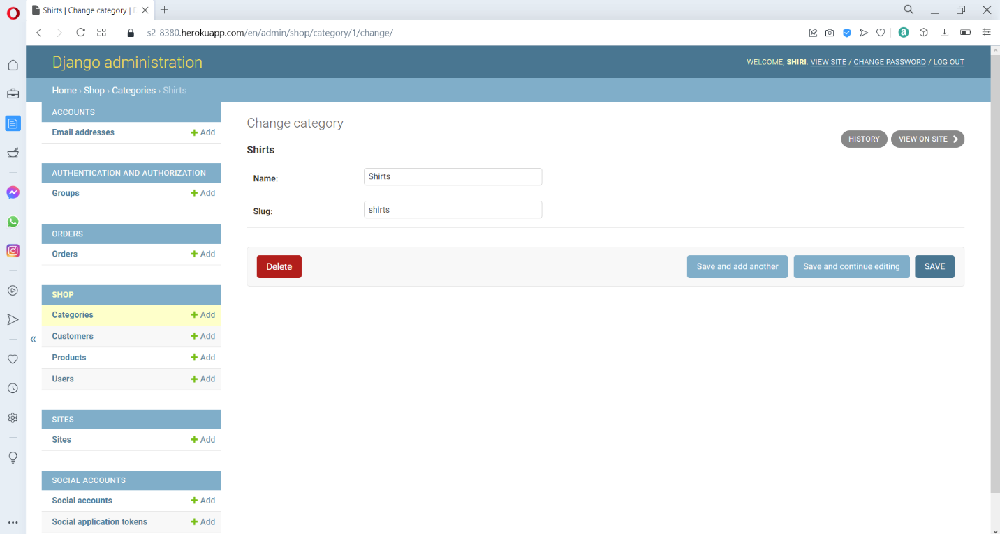 Shirts | Change category |
s2-8380.herokuapp.com/en/admin/shop/category/1/change/
Django administration
WELCOME, SHIRI. VIEW SITE / CHANGE PASSWORD / LOG OUT
Home › Shop › Categories › Shirts
ACCOUNTS
Email addresses + Add
AUTHENTICATION AND AUTHORIZATION
Groups + Add
ORDERS
Orders + Add
SHOP
Categories + Add
Customers + Add
Products + Add
Users + Add
SITES
Sites + Add
SOCIAL ACCOUNTS
Social accounts + Add
Social application tokens + Add
«
Change category
HISTORY
VIEW ON SITE
Shirts
Name: Shirts
Slug: shirts
Delete
Save and add another
Save and continue editing
SAVE